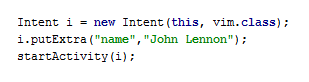 Intent i = new Intent(this, vim.class);
i.putExtra("name","John Lennon");
startActivity(i);